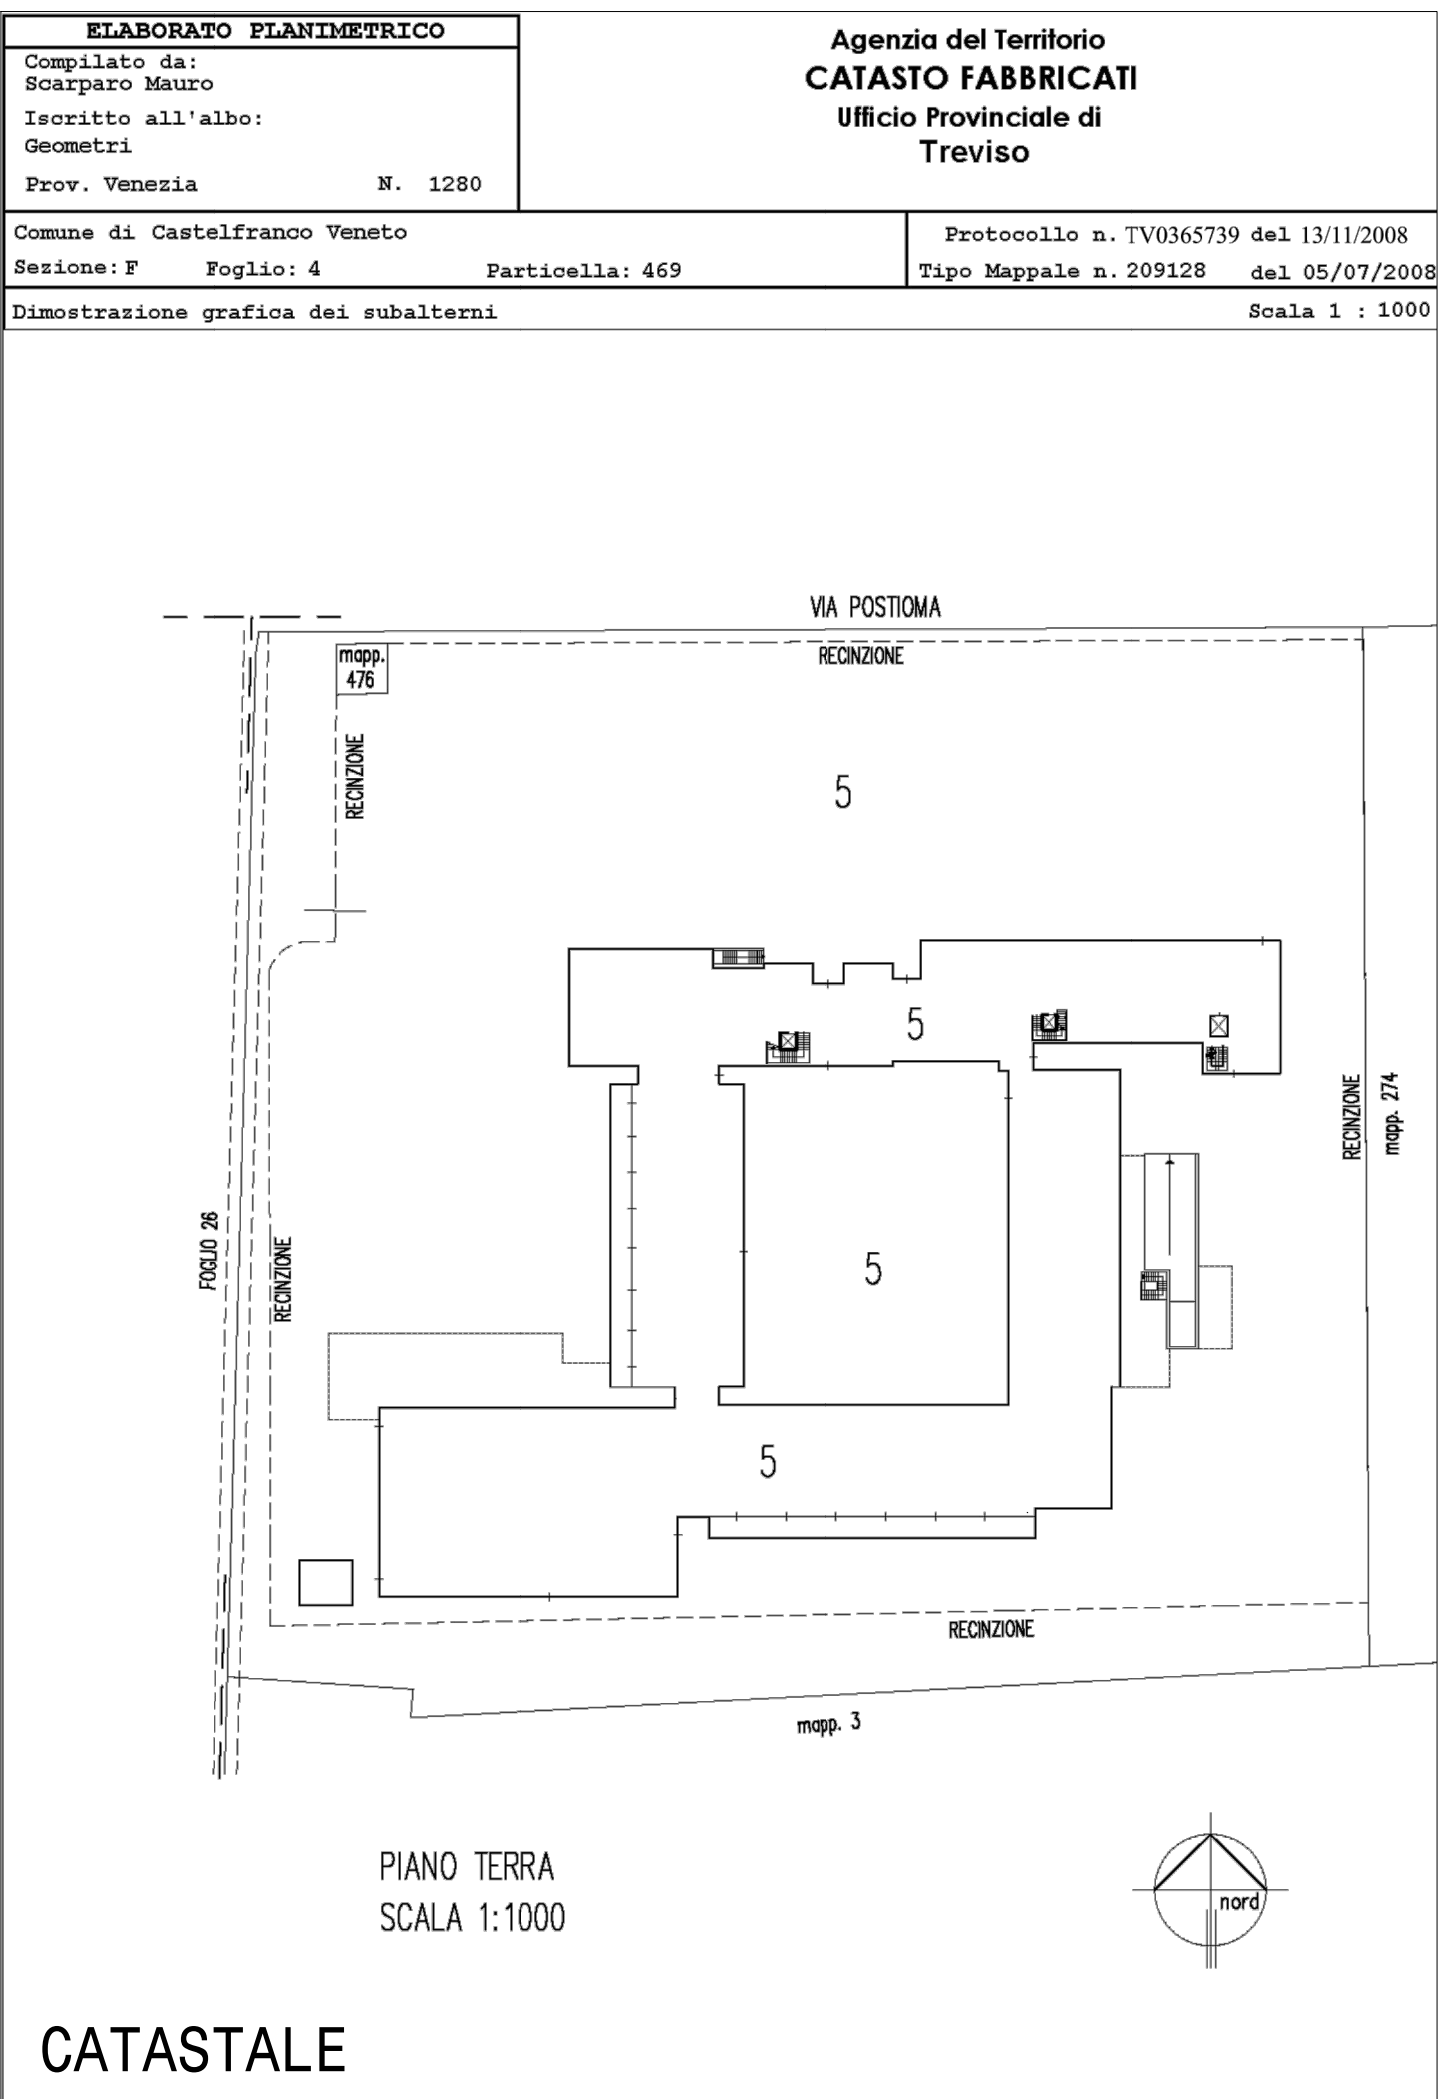 ELABORATO PLANIMETRICO
Compilato da:
Scarparo Mauro
Iscritto all'albo:
Geometri
Prov. Venezia N. 1280
Agenzia del Territorio
CATASTO FABBRICATI
Ufficio Provinciale di
Treviso
Comune di Castelfranco Veneto
Sezione: F Foglio: 4 Particella: 469
Protocollo n. TV0365739 del 13/11/2008
Tipo Mappale n. 209128 del 05/07/2008
Dimostrazione grafica dei subalterni Scala 1 : 1000
VIA POSTIOMA
RECINZIONE
mapp.
476
RECINZIONE
5
5
RECINZIONE
mapp. 274
FOGLIO 26
RECINZIONE
5
5
RECINZIONE
mapp. 3
PIANO TERRA
SCALA 1:1000
nord
CATASTALE